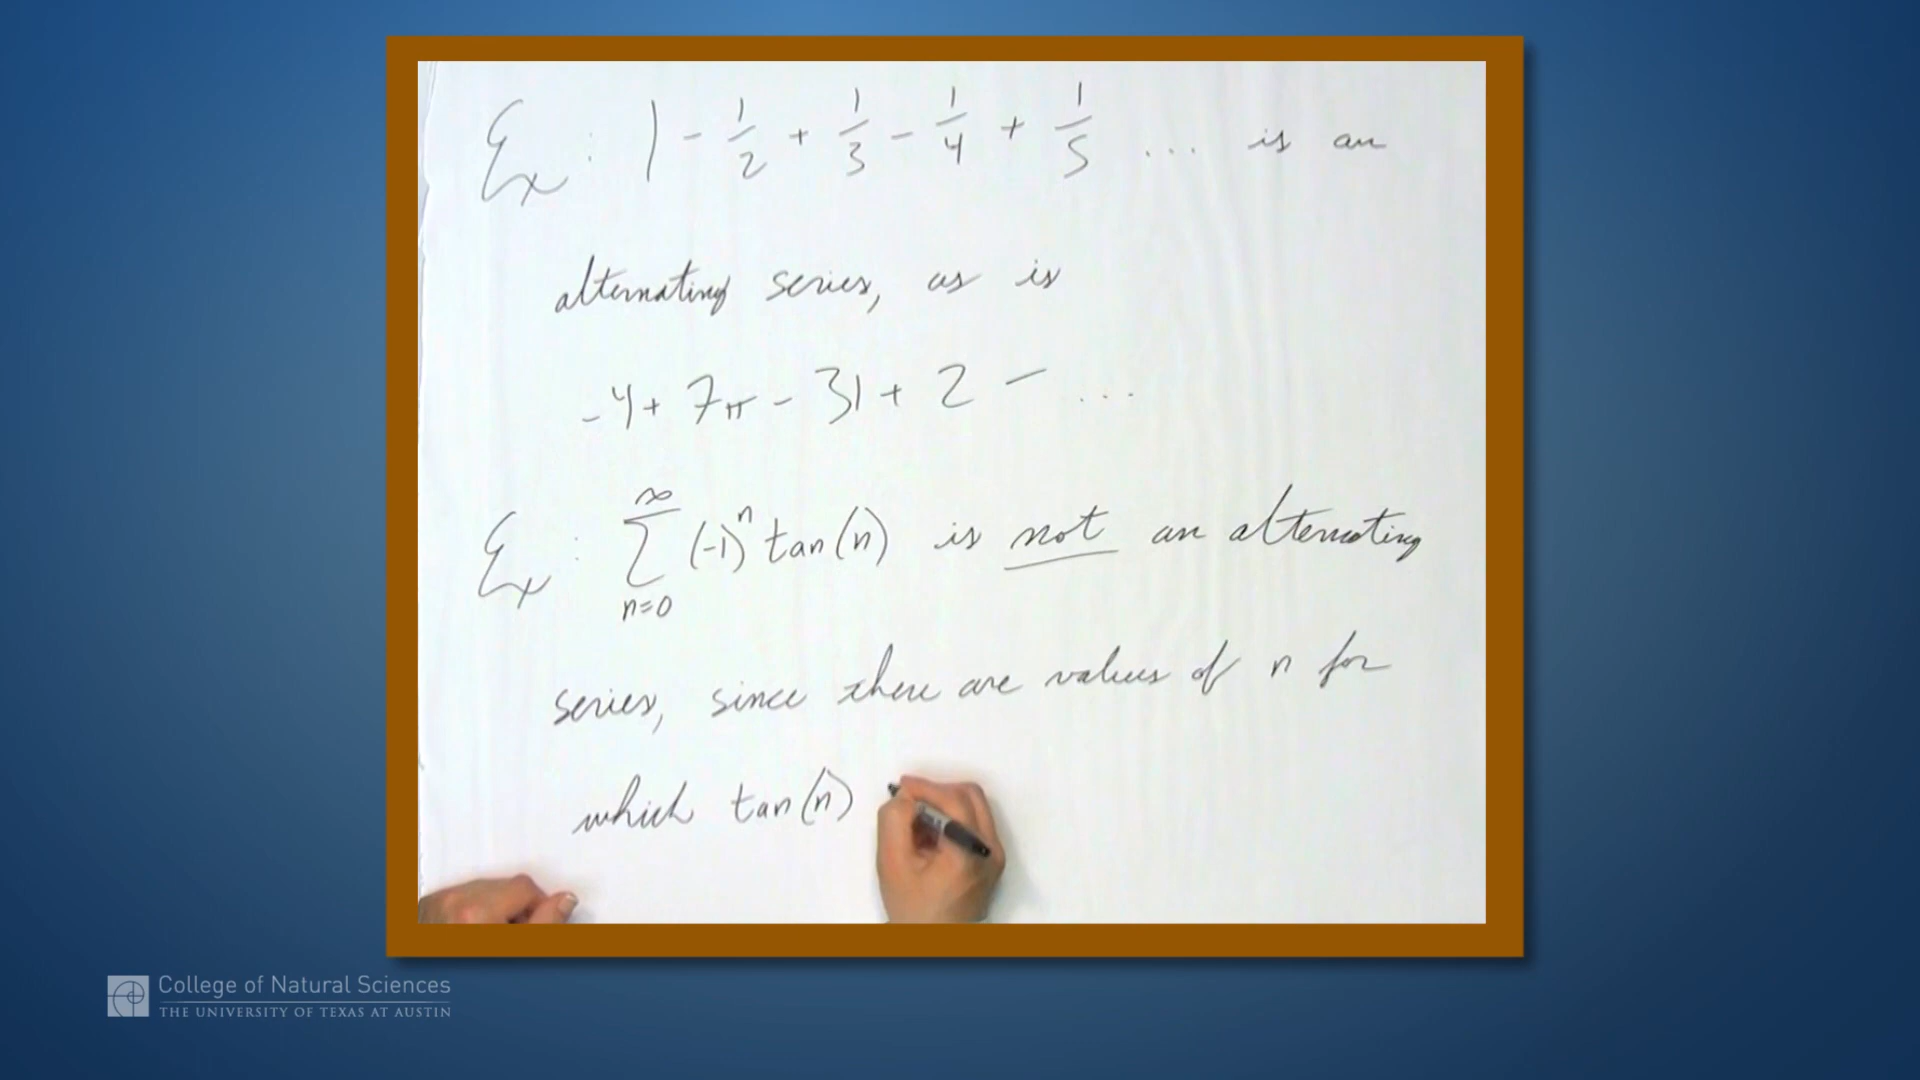 Ex: 1 - 1/2 + 1/3 - 1/4 + 1/5 ... is an
alternating series, as is
-4 + 7π - 31 + 2 - ...
Ex: ∑_{n=0}^{∞} (-1)^n tan(n) is not an alternating
series, since there are values of n for
which tan(n)
College of Natural Sciences
THE UNIVERSITY OF TEXAS AT AUSTIN